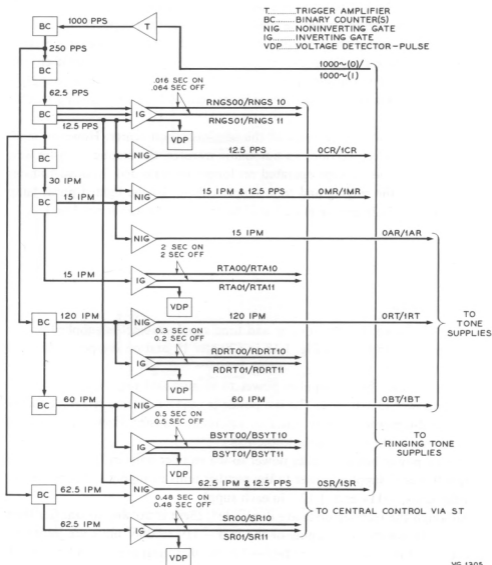 T........TRIGGER AMPLIFIER
BC........BINARY COUNTER(S)
NIG........NONINVERTING GATE
IG........INVERTING GATE
VDP........VOLTAGE DETECTOR-PULSE
BC
1000 PPS
T
250 PPS
1000~(0)/
1000~(1)
BC
62.5 PPS
.016 SEC ON
.064 SEC OFF
BC
IG
RNGS00/RNGS 10
RNGS01/RNGS 11
12.5 PPS
VDP
BC
NIG
12.5 PPS
0CR/1CR
30 IPM
BC
15 IPM
NIG
15 IPM & 12.5 PPS
0MR/1MR
NIG
15 IPM
0AR/1AR
2 SEC ON
2 SEC OFF
15 IPM
IG
RTA00/RTA10
RTA01/RTA11
VDP
TO
TONE
SUPPLIES
BC
120 IPM
NIG
120 IPM
0RT/1RT
0.3 SEC ON
0.2 SEC OFF
IG
RDRT00/RDRT10
RDRT01/RDRT11
VDP
BC
60 IPM
NIG
60 IPM
0BT/1BT
0.5 SEC ON
0.5 SEC OFF
IG
BSYT00/BSYT10
BSYT01/BSYT11
VDP
TO
RINGING TONE
SUPPLIES
BC
62.5 IPM
NIG
62.5 IPM & 12.5 PPS
0SR/1SR
0.48 SEC ON
0.48 SEC OFF
TO CENTRAL CONTROL VIA ST
62.5 IPM
IG
SR00/SR10
SR01/SR11
VDP
VG 1305